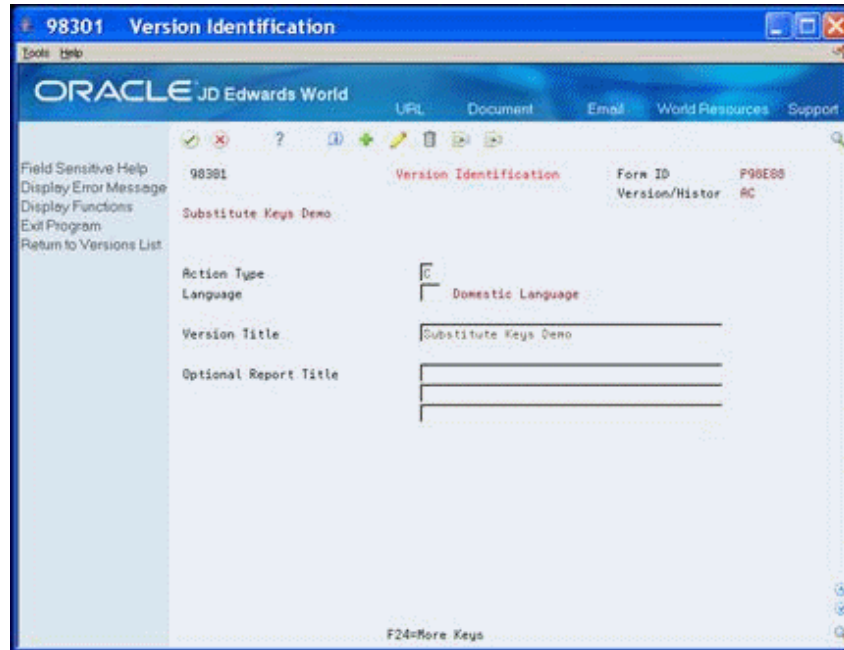 98301 Version Identification
Tools Help
ORACLE JD Edwards World
URL Document Email World Resources Support
Field Sensitive Help
Display Error Message
Display Functions
Exit Program
Return to Versions List
98301 Version Identification Form ID P98E88
Version/Histor AC
Substitute Keys Demo
Action Type C
Language Domestic Language
Version Title Substitute Keys Demo
Optional Report Title
F24=More Keys